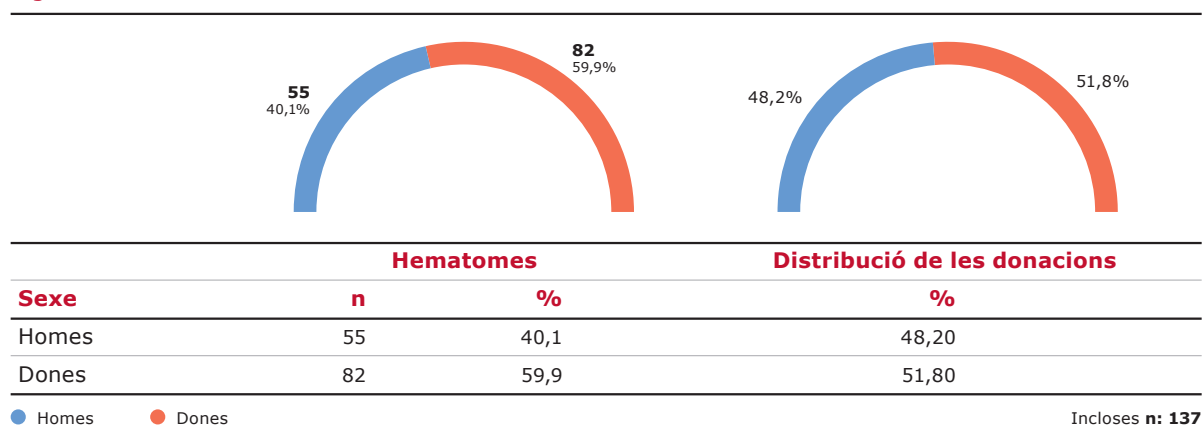 82
59,9%
55
40,1%
48,2%
51,8%
Hematomes Distribució de les donacions
Sexe n % %
Homes 55 40,1 48,20
Dones 82 59,9 51,80
Homes Dones Incloses n: 137